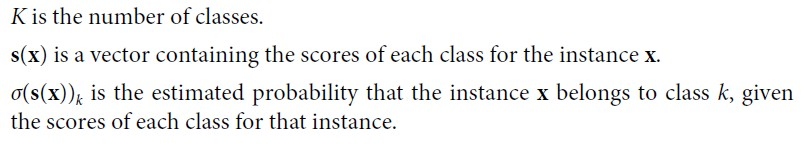 K is the number of classes.
s(x) is a vector containing the scores of each class for the instance x.
σ(s(x))ₖ is the estimated probability that the instance x belongs to class k, given
the scores of each class for that instance.